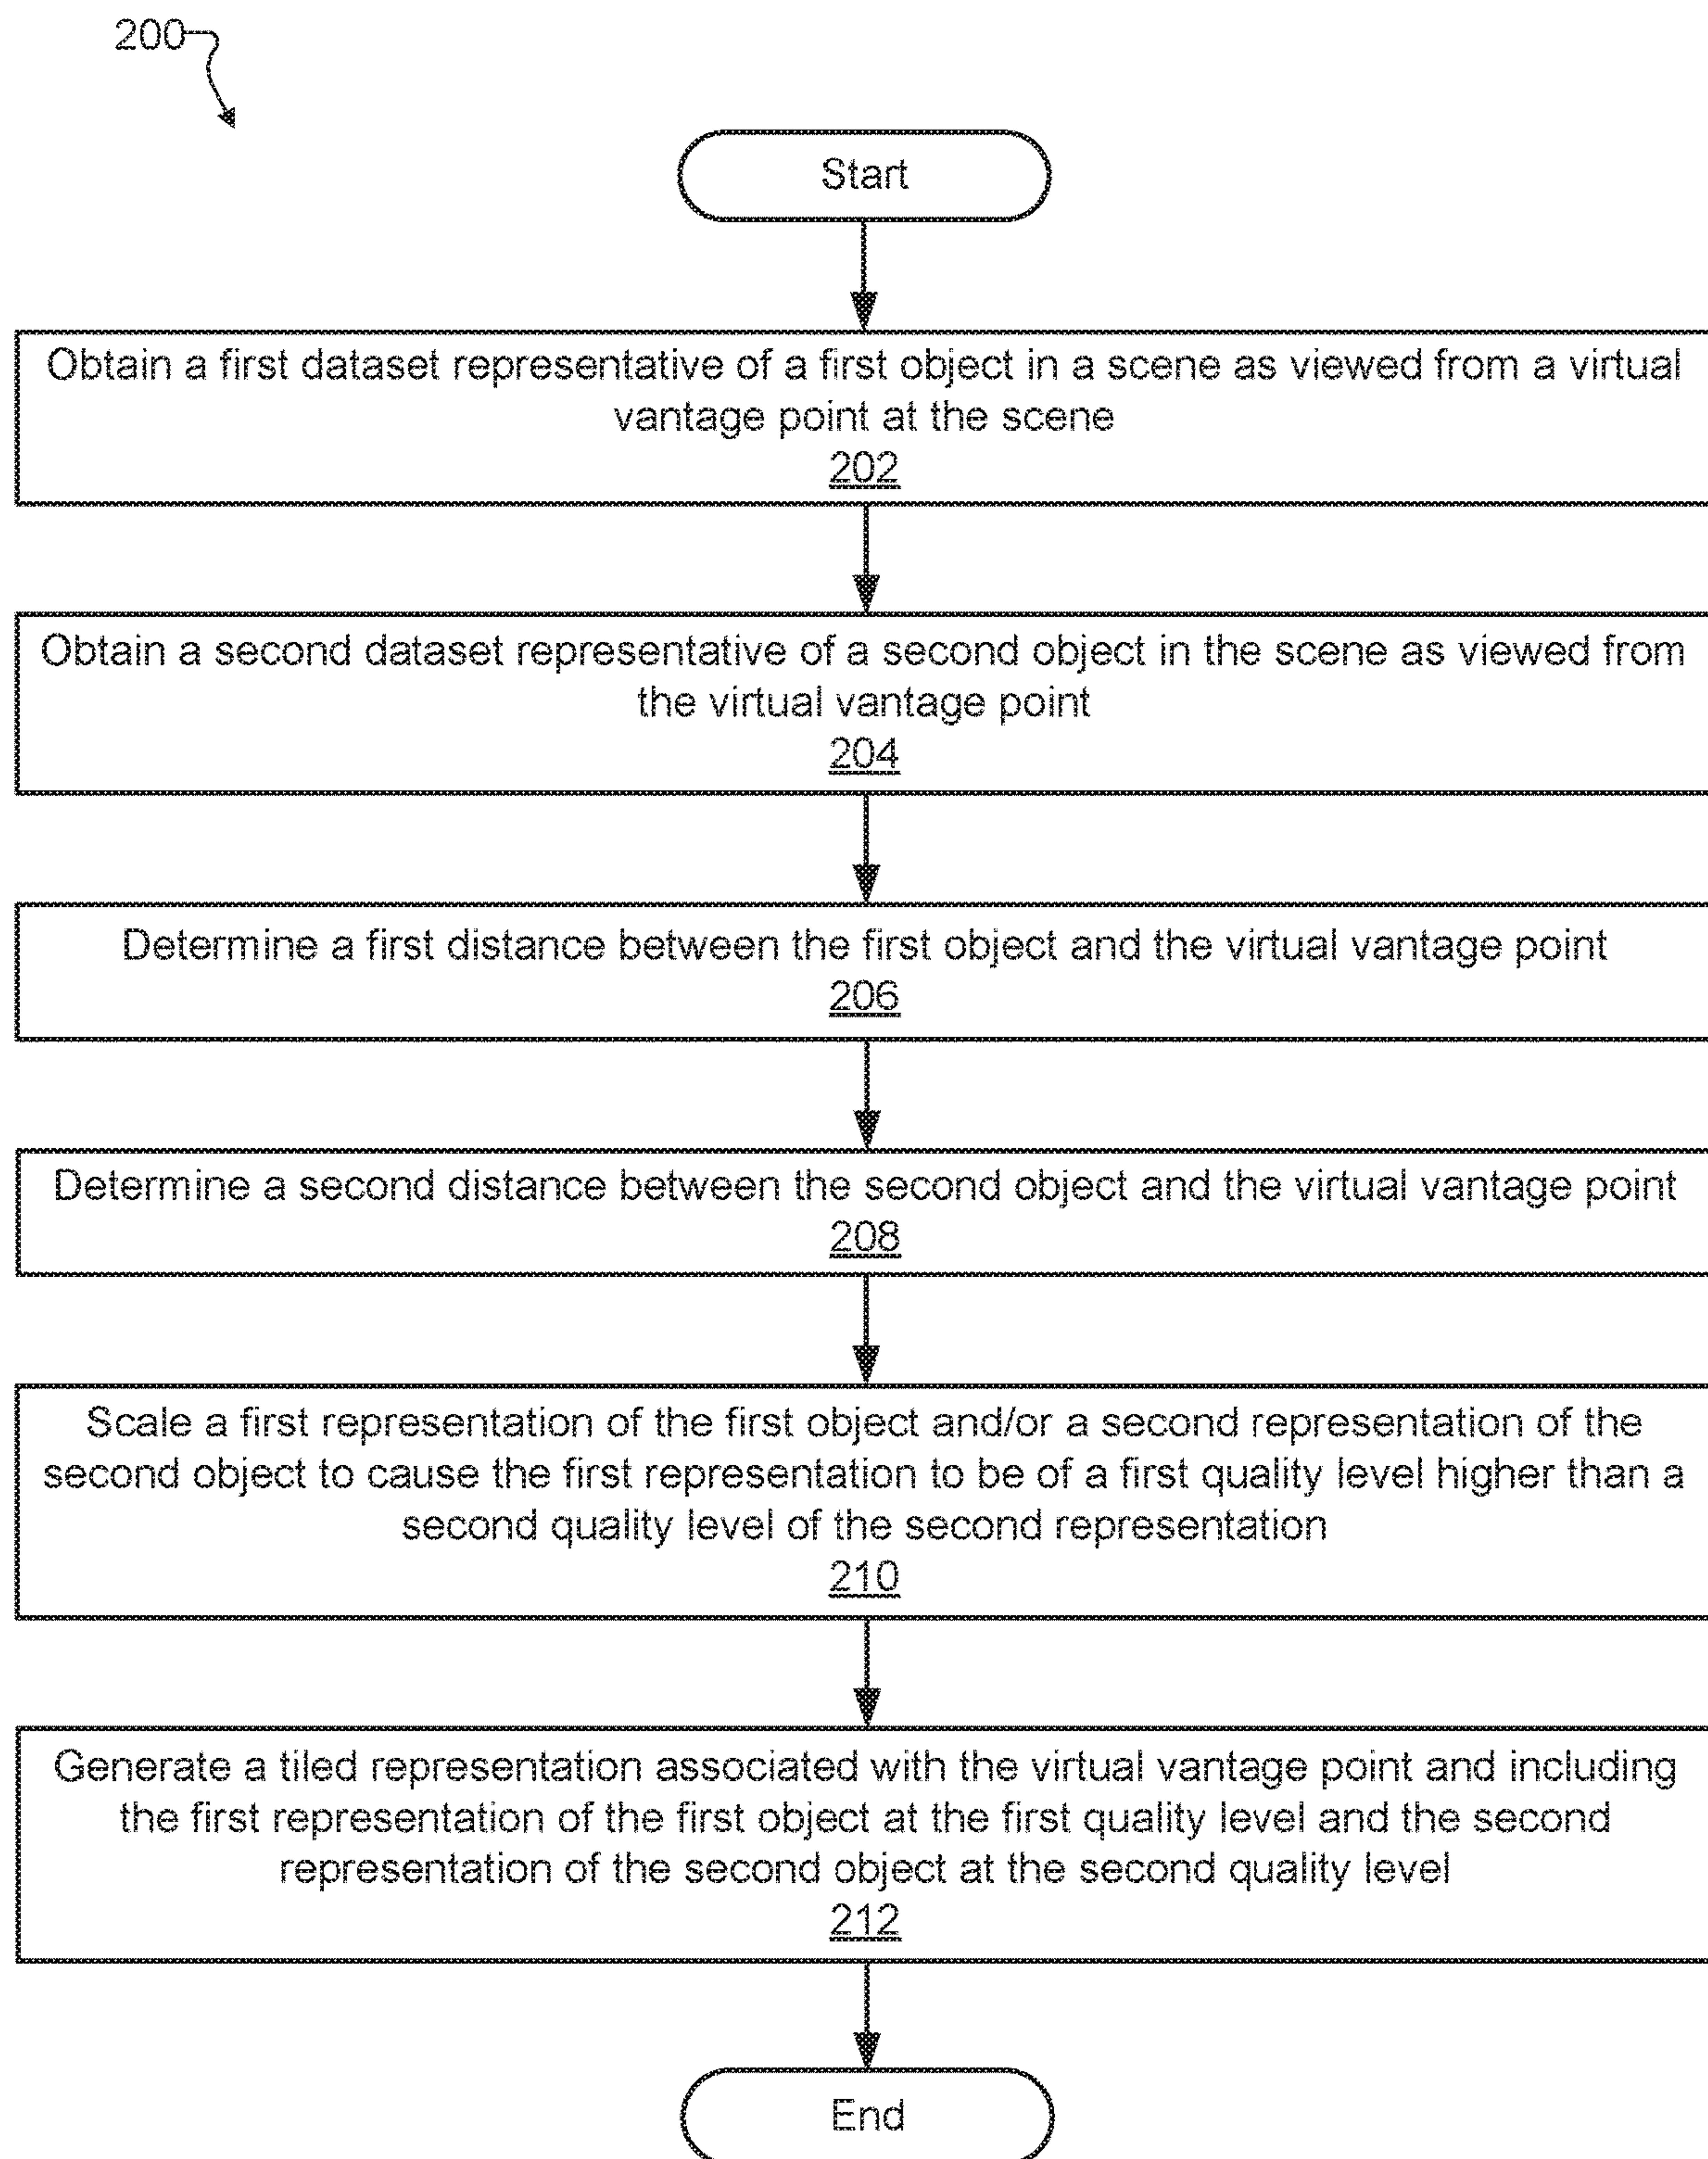 200
Start
Obtain a first dataset representative of a first object in a scene as viewed from a virtual
vantage point at the scene
202
Obtain a second dataset representative of a second object in the scene as viewed from
the virtual vantage point
204
Determine a first distance between the first object and the virtual vantage point
206
Determine a second distance between the second object and the virtual vantage point
208
Scale a first representation of the first object and/or a second representation of the
second object to cause the first representation to be of a first quality level higher than a
second quality level of the second representation
210
Generate a tiled representation associated with the virtual vantage point and including
the first representation of the first object at the first quality level and the second
representation of the second object at the second quality level
212
End